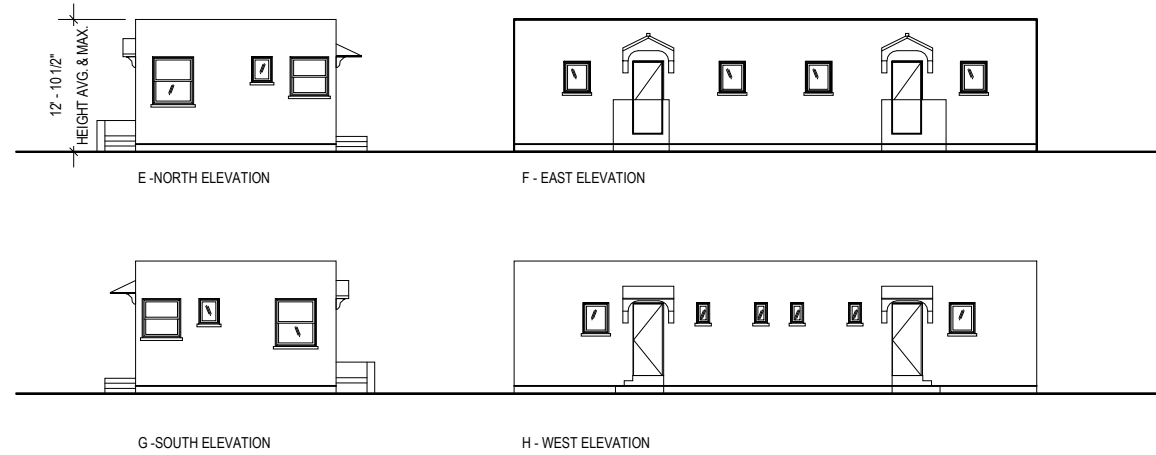 12' - 10 1/2"
HEIGHT AVG. & MAX.
E -NORTH ELEVATION
F - EAST ELEVATION
G -SOUTH ELEVATION
H - WEST ELEVATION